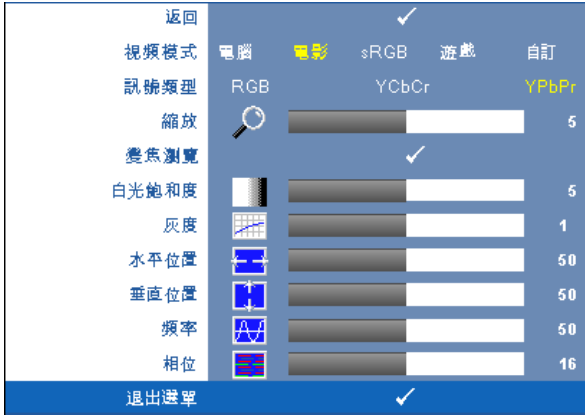 返回
視頻模式 電腦 電影 sRGB 遊戲 自訂
訊號類型 RGB YCbCr YPbPr
縮放 5
變焦瀏覽
白光飽和度 5
灰度 1
水平位置 50
垂直位置 50
頻率 50
相位 16
退出選單